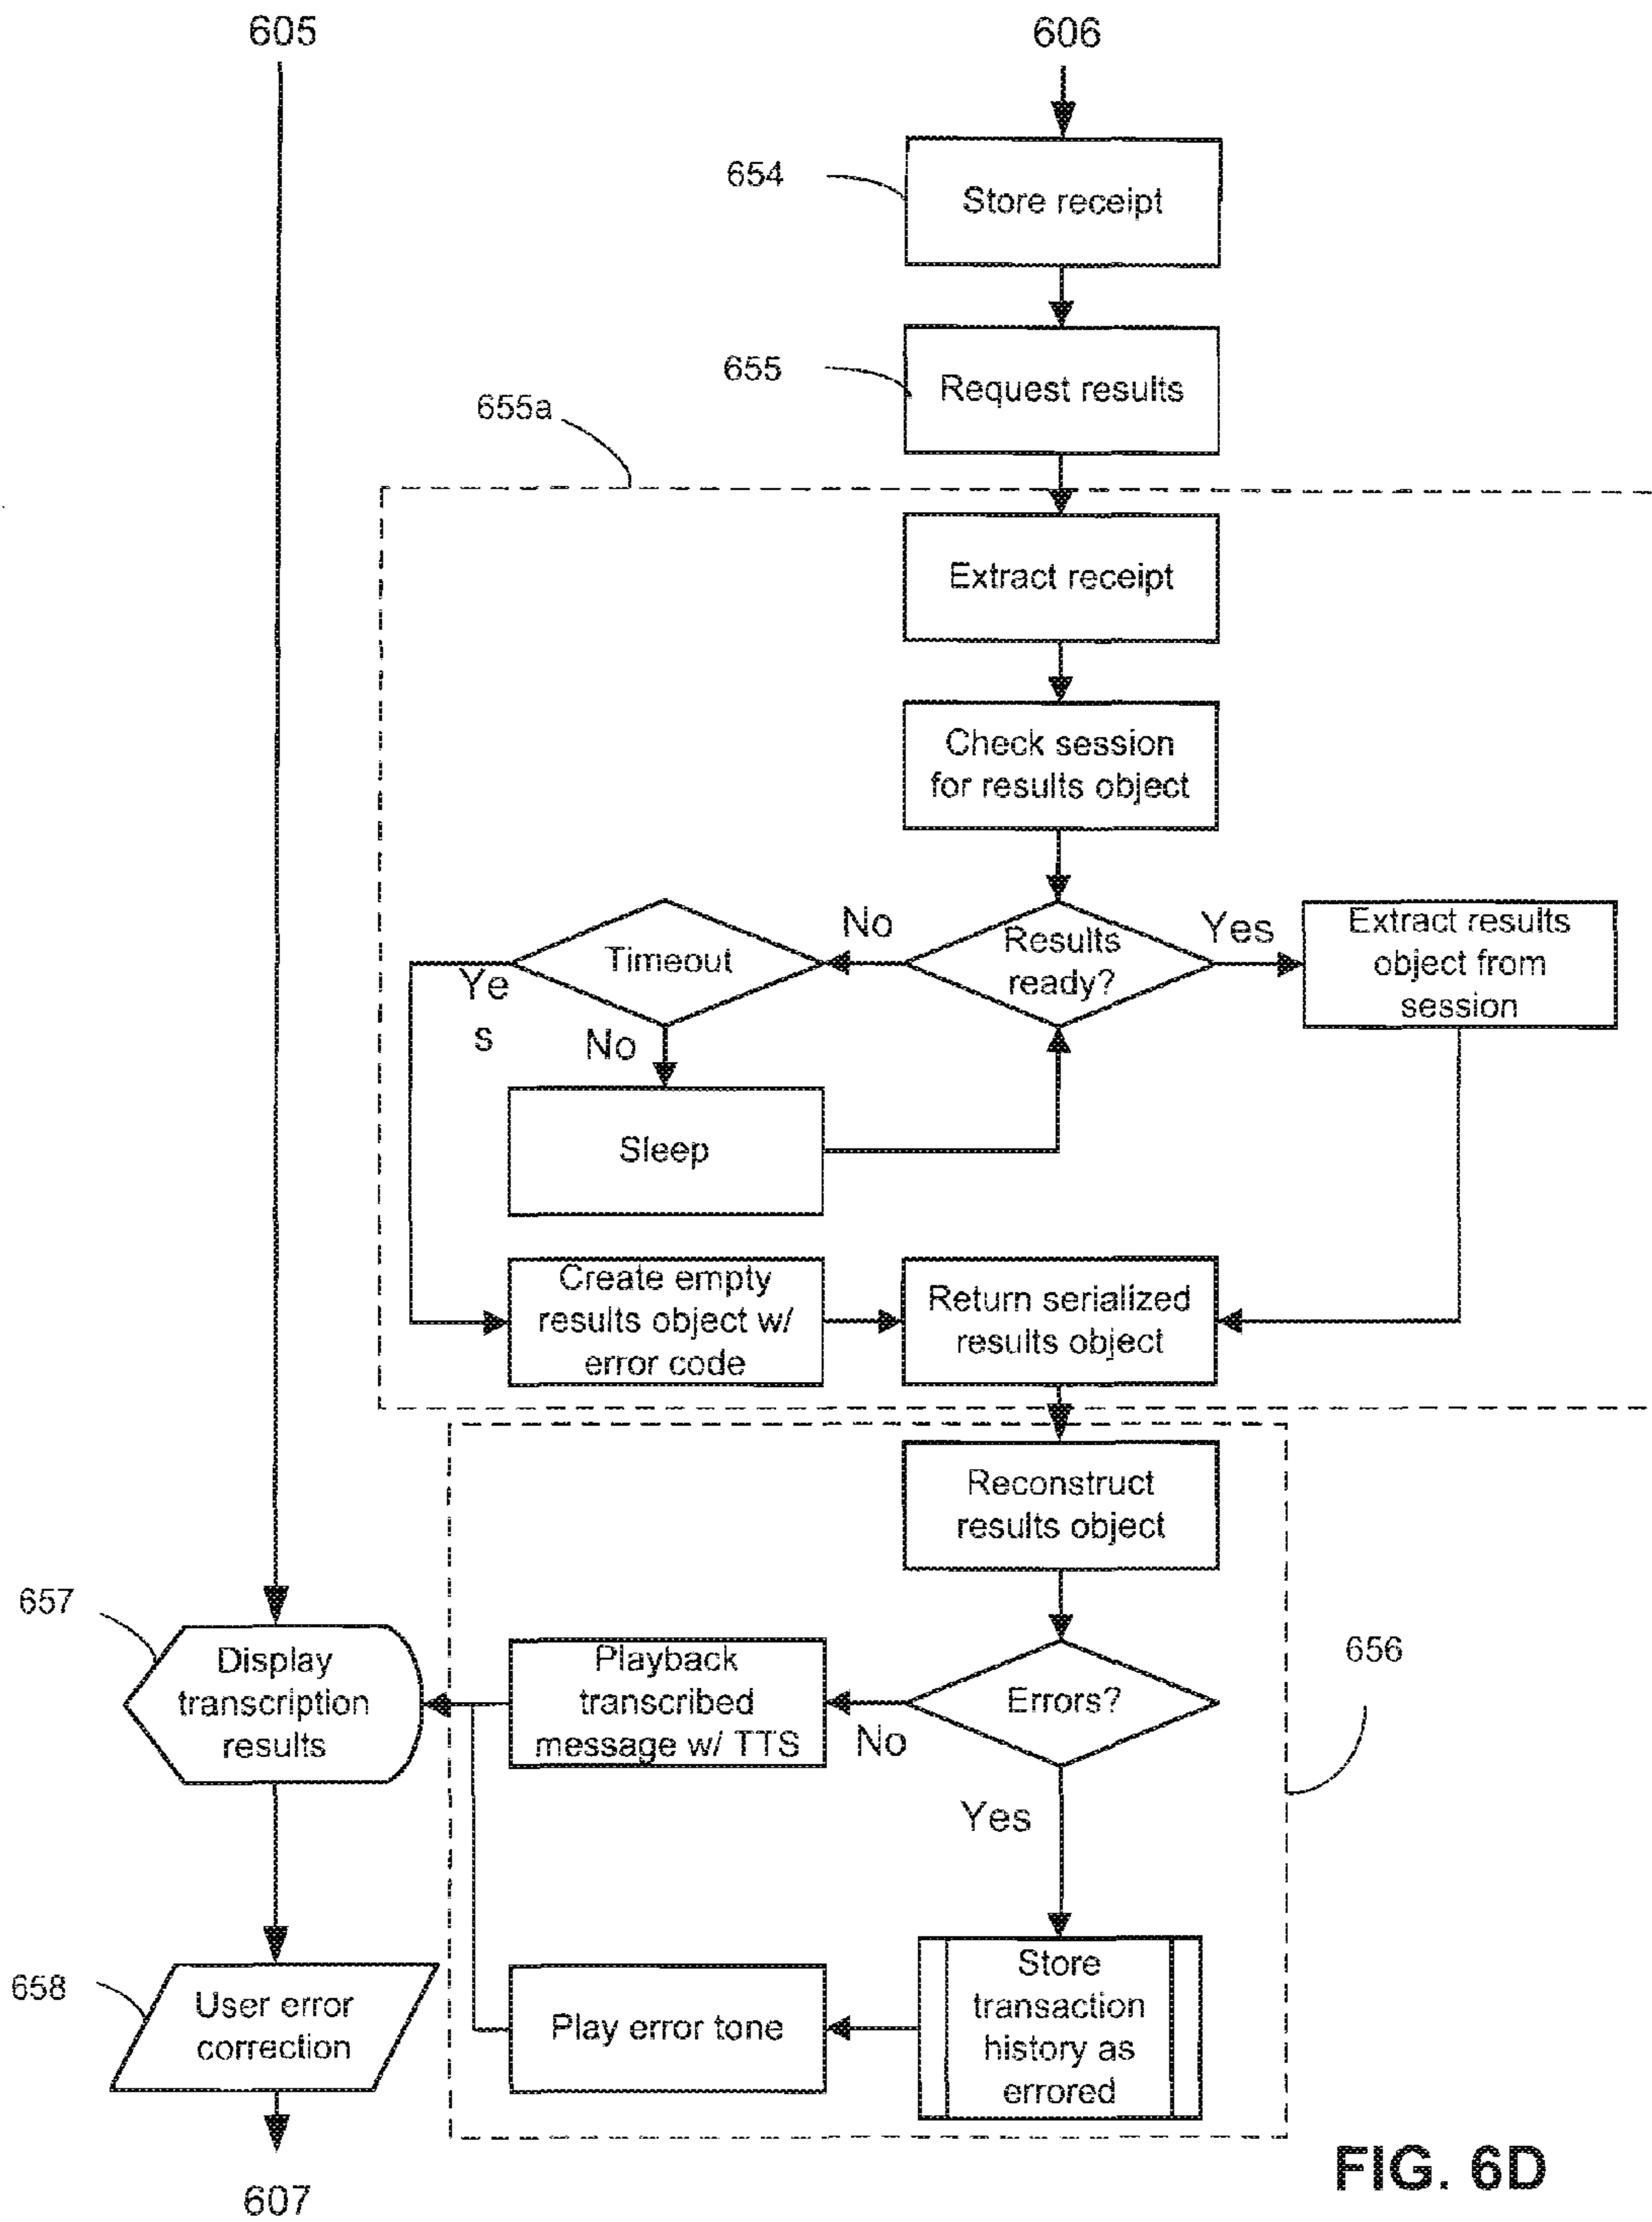 605
606
654
Store receipt
655
Request results
655a
Extract receipt
Check session
for results object
No
Results
ready?
Yes
Extract results
object from
session
Timeout
Ye
s
No
Sleep
Create empty
results object w/
error code
Return serialized
results object
Reconstruct
results object
657
Display
transcription
results
Playback
transcribed
message w/ TTS
No
Errors?
656
Yes
658
User error
correction
Play error tone
Store
transaction
history as
errored
607
FIG. 6D